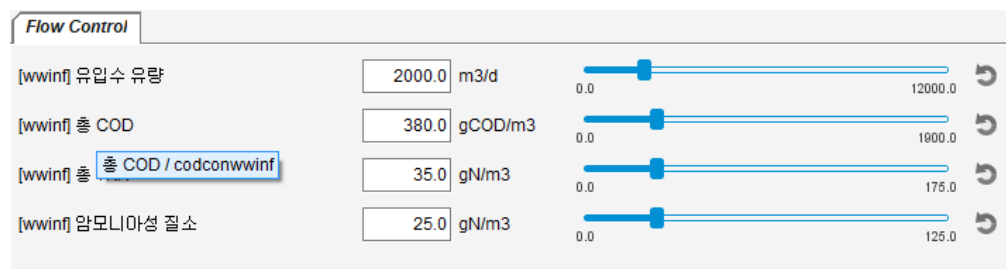 Flow Control
[wwinf] 유입수 유량 2000.0 m3/d 0.0 12000.0
[wwinf] 총 COD 380.0 gCOD/m3 0.0 1900.0
총 COD / codconwwinf
[wwinf] 총 35.0 gN/m3 0.0 175.0
[wwinf] 암모니아성 질소 25.0 gN/m3 0.0 125.0